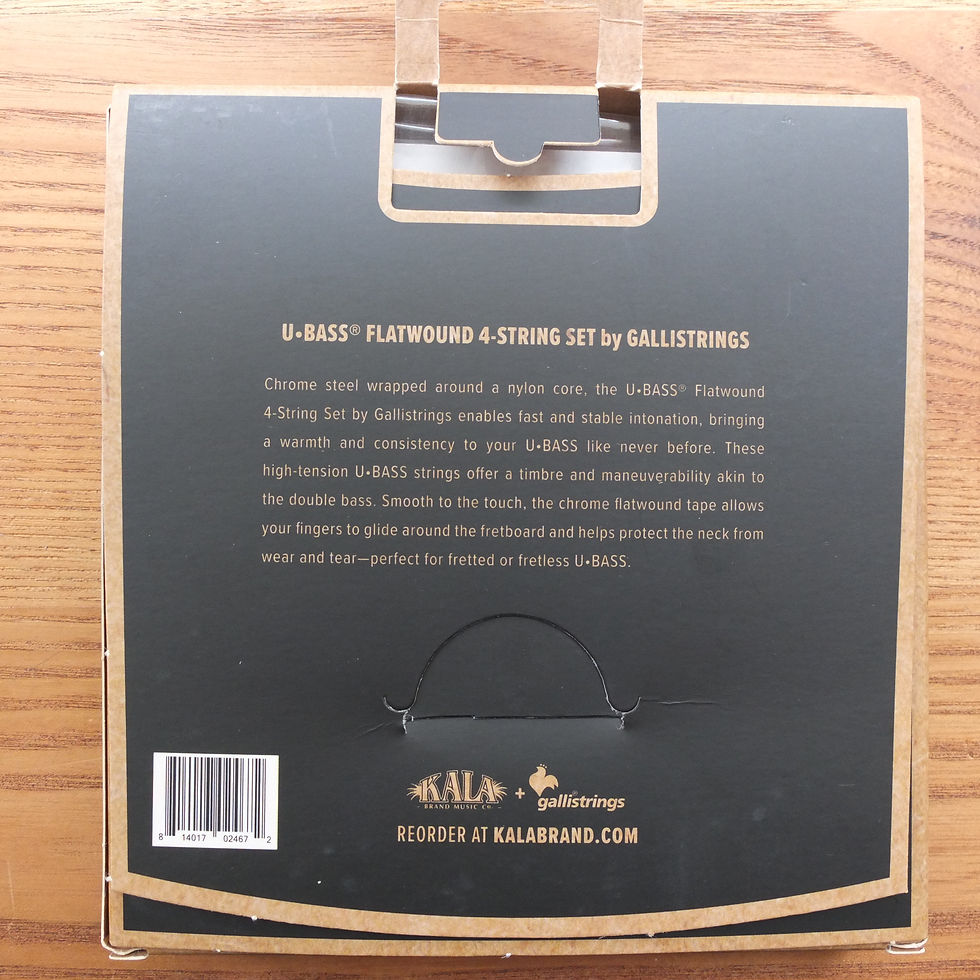 U•BASS® FLATWOUND 4-STRING SET by GALLISTRINGS
Chrome steel wrapped around a nylon core, the U•BASS® Flatwound
4-String Set by Gallistrings enables fast and stable intonation, bringing
a warmth and consistency to your U•BASS like never before. These
high-tension U•BASS strings offer a timbre and maneuverability akin to
the double bass. Smooth to the touch, the chrome flatwound tape allows
your fingers to glide around the fretboard and helps protect the neck from
wear and tear—perfect for fretted or fretless U•BASS.
KALA
BRAND MUSIC CO.
+
gallistrings®
REORDER AT KALABRAND.COM
8 14017 02467 2